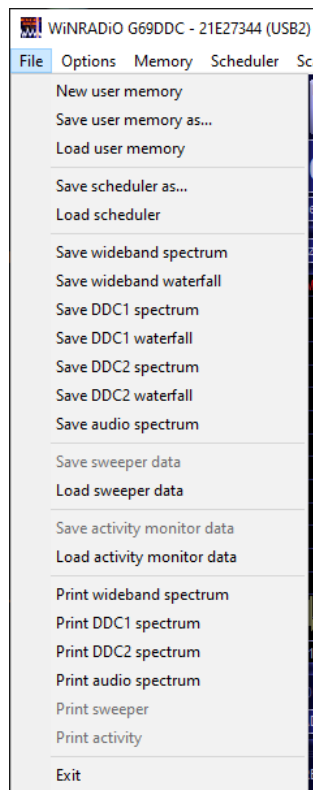 WiNRADiO G69DDC - 21E27344 (USB2)
File Options Memory Scheduler Sc
New user memory
Save user memory as...
Load user memory
Save scheduler as...
Load scheduler
Save wideband spectrum
Save wideband waterfall
Save DDC1 spectrum
Save DDC1 waterfall
Save DDC2 spectrum
Save DDC2 waterfall
Save audio spectrum
Save sweeper data
Load sweeper data
Save activity monitor data
Load activity monitor data
Print wideband spectrum
Print DDC1 spectrum
Print DDC2 spectrum
Print audio spectrum
Print sweeper
Print activity
Exit